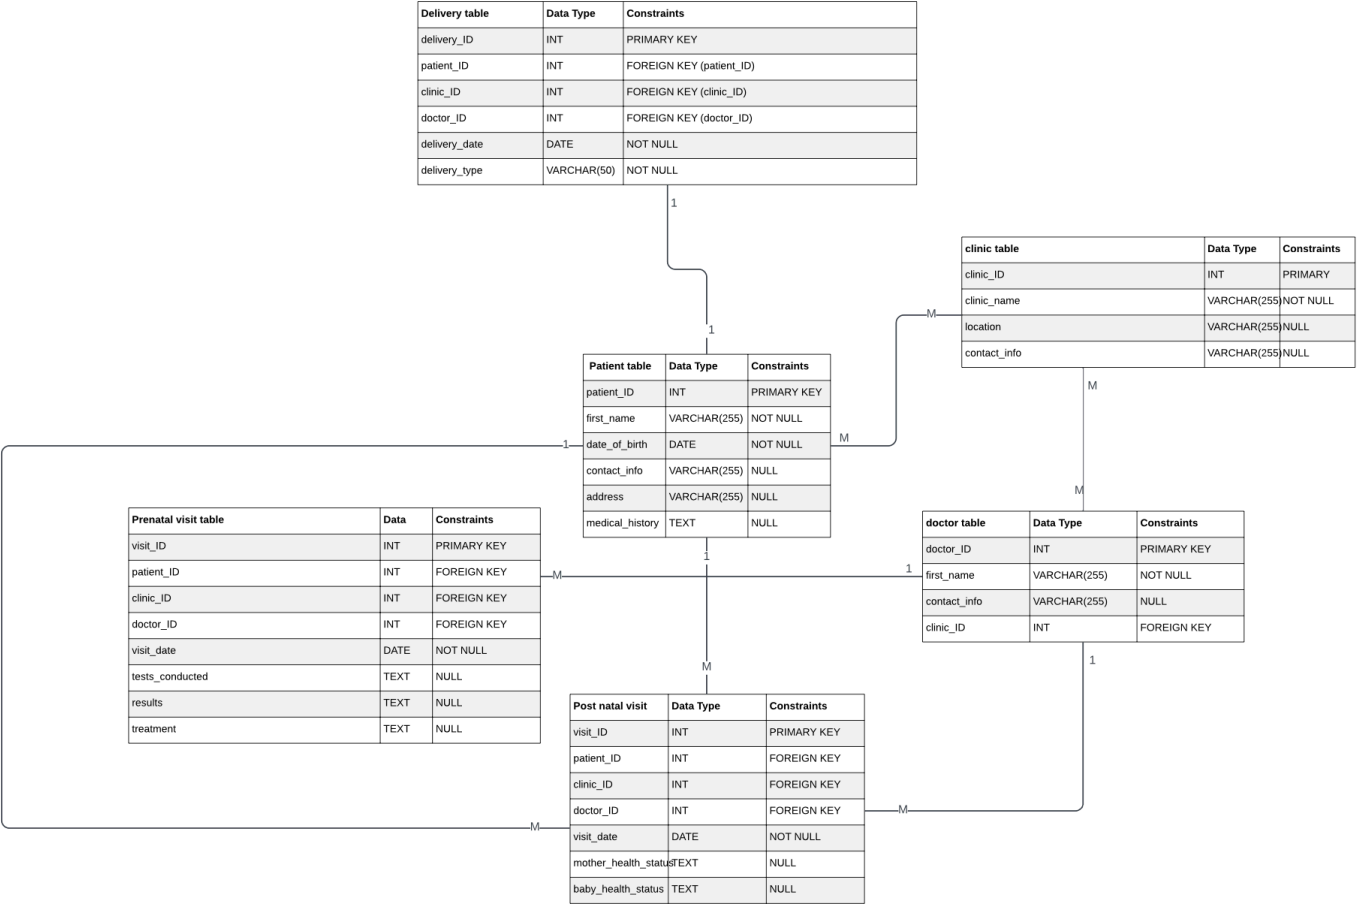 Delivery table Data Type Constraints
delivery_ID INT PRIMARY KEY
patient_ID INT FOREIGN KEY (patient_ID)
clinic_ID INT FOREIGN KEY (clinic_ID)
doctor_ID INT FOREIGN KEY (doctor_ID)
delivery_date DATE NOT NULL
delivery_type VARCHAR(50) NOT NULL
1
1
clinic table Data Type Constraints
clinic_ID INT PRIMARY
clinic_name VARCHAR(255) NOT NULL
location VARCHAR(255) NULL
contact_info VARCHAR(255) NULL
M
M
M
M
Patient table Data Type Constraints
patient_ID INT PRIMARY KEY
first_name VARCHAR(255) NOT NULL
date_of_birth DATE NOT NULL
contact_info VARCHAR(255) NULL
address VARCHAR(255) NULL
medical_history TEXT NULL
1
1
Prenatal visit table Data Constraints
visit_ID INT PRIMARY KEY
patient_ID INT FOREIGN KEY
clinic_ID INT FOREIGN KEY
doctor_ID INT FOREIGN KEY
visit_date DATE NOT NULL
tests_conducted TEXT NULL
results TEXT NULL
treatment TEXT NULL
M
1
doctor table Data Type Constraints
doctor_ID INT PRIMARY KEY
first_name VARCHAR(255) NOT NULL
contact_info VARCHAR(255) NULL
clinic_ID INT FOREIGN KEY
1
M
Post natal visit Data Type Constraints
visit_ID INT PRIMARY KEY
patient_ID INT FOREIGN KEY
clinic_ID INT FOREIGN KEY
doctor_ID INT FOREIGN KEY
visit_date DATE NOT NULL
mother_health_status TEXT NULL
baby_health_status TEXT NULL
M
M